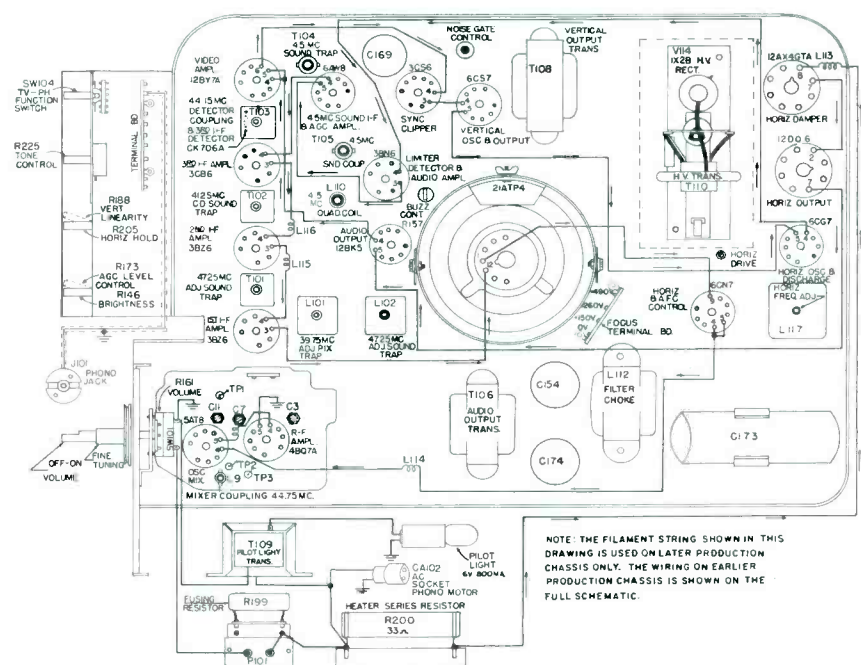 SW104
TV-PH
FUNCTION
SWITCH
R225
TONE
CONTROL
TERMINAL BD.
R188
VERT
LINEARITY
R205
HORIZ HOLD
R173
AGC LEVEL
CONTROL
R146
BRIGHTNESS
J101
PHONO
JACK
VIDEO
AMPL
12BY7A
44.15MC
DETECTOR
COUPLING
& 3RD I-F
DETECTOR
CK706A
T103
3RD I-F AMPL
3CB6
41.25MC
CO SOUND
TRAP
T102
2ND I-F
AMPL
3BZ6
47.25MC
ADJ SOUND
TRAP
T101
1ST I-F
AMPL
3BZ6
T104
4.5 MC
SOUND TRAP
6AW8
4.5MC SOUND I-F
& AGC AMPL.
T105
4.5MC
SND COUP
3BN6
LIMITER
DETECTOR &
AUDIO AMPL
L110
4.5
MC
QUAD.COIL
BUZZ
CONT
R157
AUDIO
OUTPUT
12BK5
L116
L115
L101
39.75MC
ADJ PIX
TRAP
L102
47.25MC
ADJ SOUND
TRAP
C169
3CS6
SYNC
CLIPPER
NOISE GATE
CONTROL
6CS7
VERTICAL
OSC & OUTPUT
VERTICAL
OUTPUT
TRANS
T108
21ATP4
V114
1X2B H.V.
RECT.
H.V. TRANS.
T110
HORIZ
DRIVE
12AX4GTA
L113
HORIZ DAMPER
12DQ6
HORIZ OUTPUT
6CG7
HORIZ OSC &
DISCHARGE
HORIZ
FREQ ADJ
L117
HORIZ
& AFC
CONTROL
6CN7
490V
260V
150V
0V
FOCUS
TERMINAL BD.
R161
VOLUME
TP1
5AT8
C11
C7
C3
R-F
AMPL
4BQ7A
SW101
OSC
MIX
TP2
L9
TP3
MIXER COUPLING 44.75MC.
OFF-ON
VOLUME
FINE
TUNING
L114
T106
AUDIO
OUTPUT
TRANS.
C154
C174
L112
FILTER
CHOKE
C173
T109
PILOT LIGHT
TRANS.
PILOT
LIGHT
6V 800MA
CA102
AC
SOCKET
PHONO MOTOR
FUSING
RESISTOR
R199
P101
HEATER SERIES RESISTOR
R200
33Ω
NOTE: THE FILAMENT STRING SHOWN IN THIS
DRAWING IS USED ON LATER PRODUCTION
CHASSIS ONLY. THE WIRING ON EARLIER
PRODUCTION CHASSIS IS SHOWN ON THE
FULL SCHEMATIC.